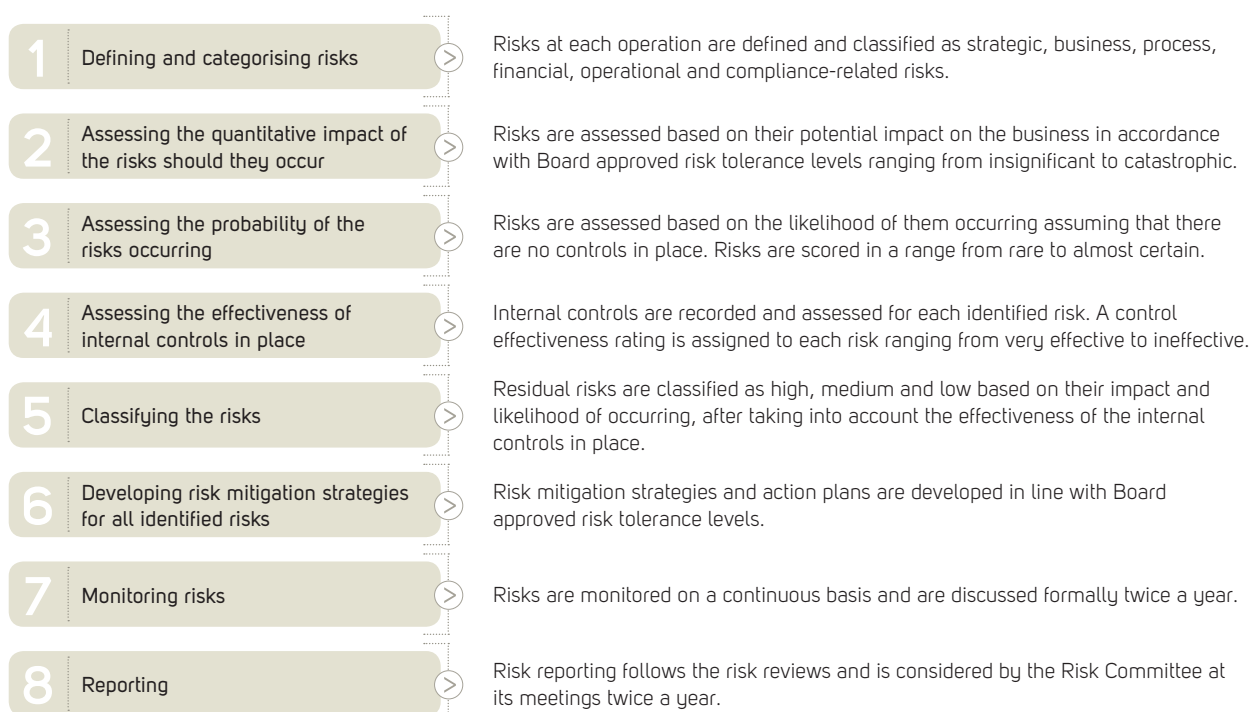 1 Defining and categorising risks
>
Risks at each operation are defined and classified as strategic, business, process,
financial, operational and compliance-related risks.
2 Assessing the quantitative impact of
the risks should they occur
>
Risks are assessed based on their potential impact on the business in accordance
with Board approved risk tolerance levels ranging from insignificant to catastrophic.
3 Assessing the probability of the
risks occurring
>
Risks are assessed based on the likelihood of them occurring assuming that there
are no controls in place. Risks are scored in a range from rare to almost certain.
4 Assessing the effectiveness of
internal controls in place
>
Internal controls are recorded and assessed for each identified risk. A control
effectiveness rating is assigned to each risk ranging from very effective to ineffective.
5 Classifying the risks
>
Residual risks are classified as high, medium and low based on their impact and
likelihood of occurring, after taking into account the effectiveness of the internal
controls in place.
6 Developing risk mitigation strategies
for all identified risks
>
Risk mitigation strategies and action plans are developed in line with Board
approved risk tolerance levels.
7 Monitoring risks
>
Risks are monitored on a continuous basis and are discussed formally twice a year.
8 Reporting
>
Risk reporting follows the risk reviews and is considered by the Risk Committee at
its meetings twice a year.